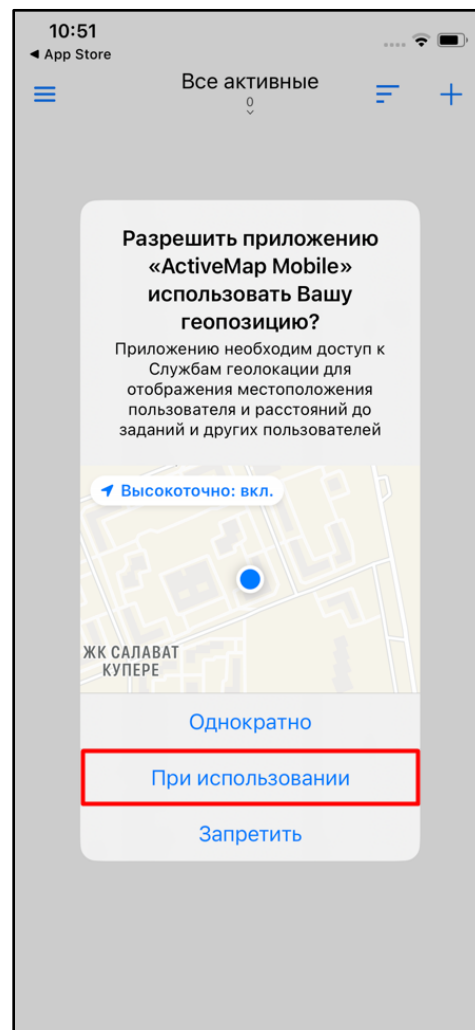 10:51
◀ App Store
Все активные
0
Разрешить приложению
«ActiveMap Mobile»
использовать Вашу
геопозицию?
Приложению необходим доступ к
Службам геолокации для
отображения местоположения
пользователя и расстояний до
заданий и других пользователей
Высокоточно: вкл.
ЖК САЛАВАТ
КУПЕРЕ
Однократно
При использовании
Запретить